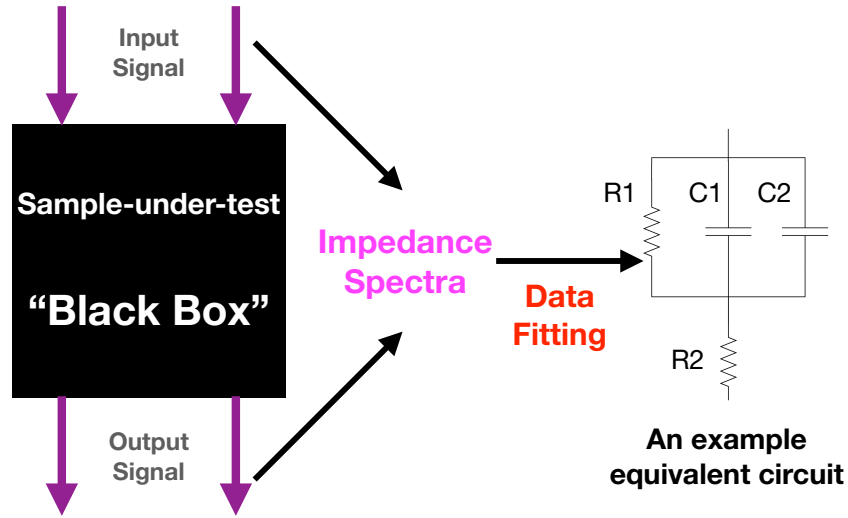 Input
Signal
Sample-under-test
“Black Box”
Output
Signal
Impedance
Spectra
Data
Fitting
R1
C1
C2
R2
An example
equivalent circuit